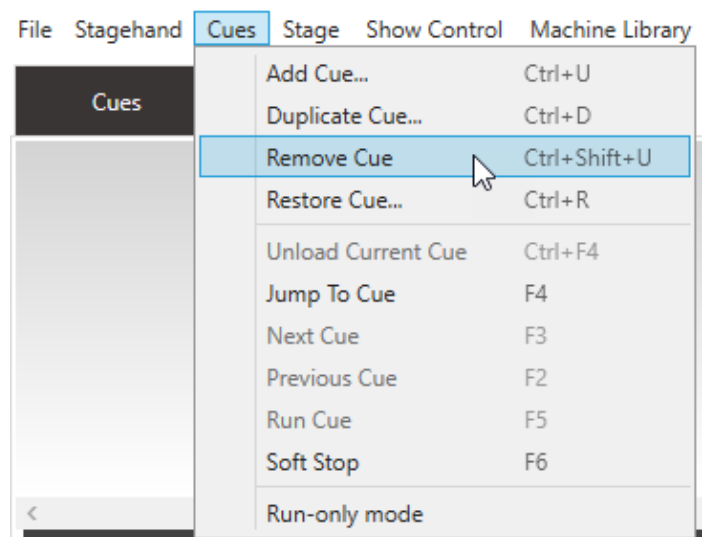 File Stagehand Cues Stage Show Control Machine Library
Cues
Add Cue... Ctrl+U
Duplicate Cue... Ctrl+D
Remove Cue Ctrl+Shift+U
Restore Cue... Ctrl+R
Unload Current Cue Ctrl+F4
Jump To Cue F4
Next Cue F3
Previous Cue F2
Run Cue F5
Soft Stop F6
Run-only mode